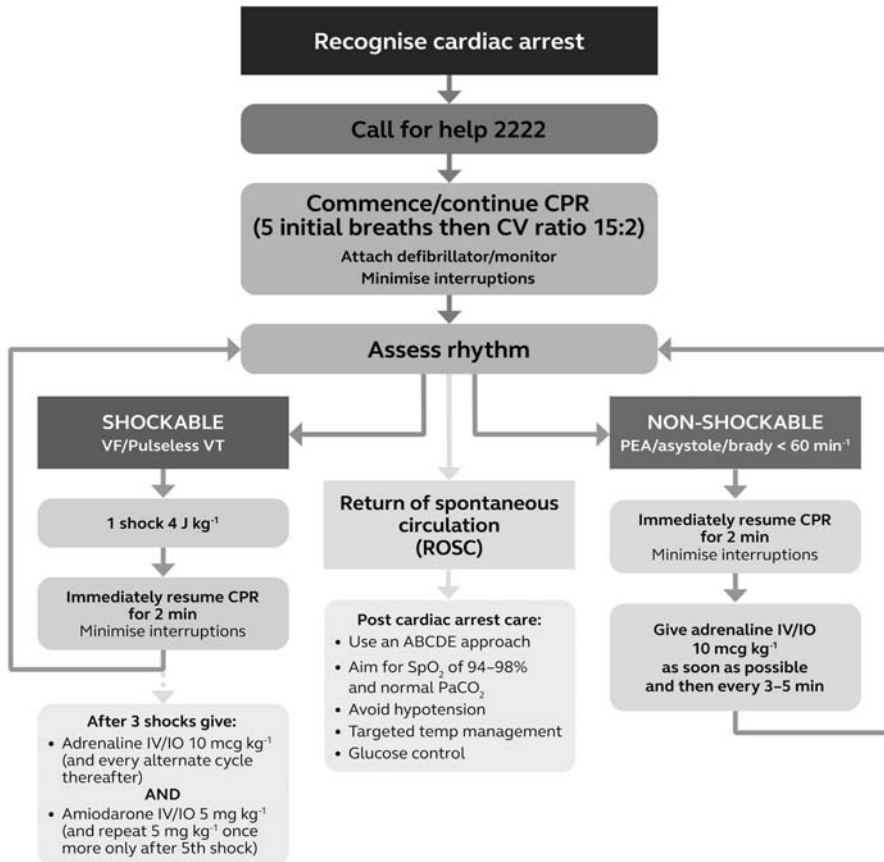 Recognise cardiac arrest
Call for help 2222
Commence/continue CPR
(5 initial breaths then CV ratio 15:2)
Attach defibrillator/monitor
Minimise interruptions
Assess rhythm
SHOCKABLE
VF/Pulseless VT
1 shock 4 J kg⁻¹
Immediately resume CPR
for 2 min
Minimise interruptions
After 3 shocks give:
• Adrenaline IV/IO 10 mcg kg⁻¹
(and every alternate cycle
thereafter)
AND
• Amiodarone IV/IO 5 mg kg⁻¹
(and repeat 5 mg kg⁻¹ once
more only after 5th shock)
Return of spontaneous
circulation
(ROSC)
Post cardiac arrest care:
• Use an ABCDE approach
• Aim for SpO₂ of 94–98%
and normal PaCO₂
• Avoid hypotension
• Targeted temp management
• Glucose control
NON-SHOCKABLE
PEA/asystole/brady < 60 min⁻¹
Immediately resume CPR
for 2 min
Minimise interruptions
Give adrenaline IV/IO
10 mcg kg⁻¹
as soon as possible
and then every 3–5 min